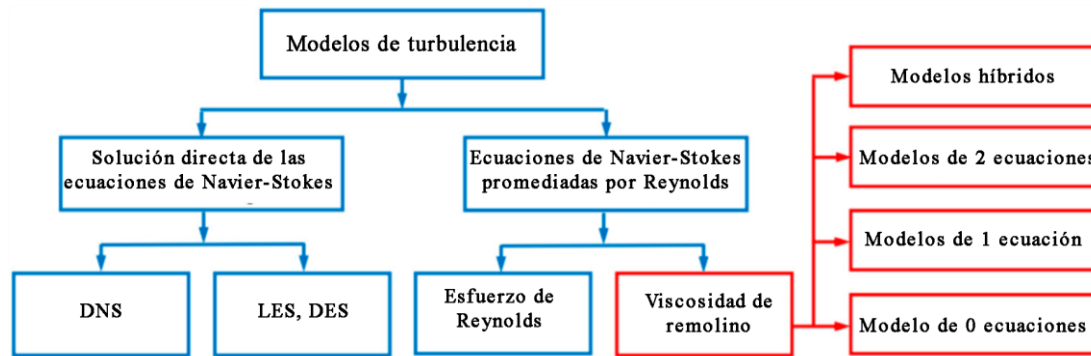 Modelos de turbulencia
Solución directa de las
ecuaciones de Navier-Stokes
Ecuaciones de Navier-Stokes
promediadas por Reynolds
DNS
LES, DES
Esfuerzo de
Reynolds
Viscosidad de
remolino
Modelos híbridos
Modelos de 2 ecuaciones
Modelos de 1 ecuación
Modelo de 0 ecuaciones